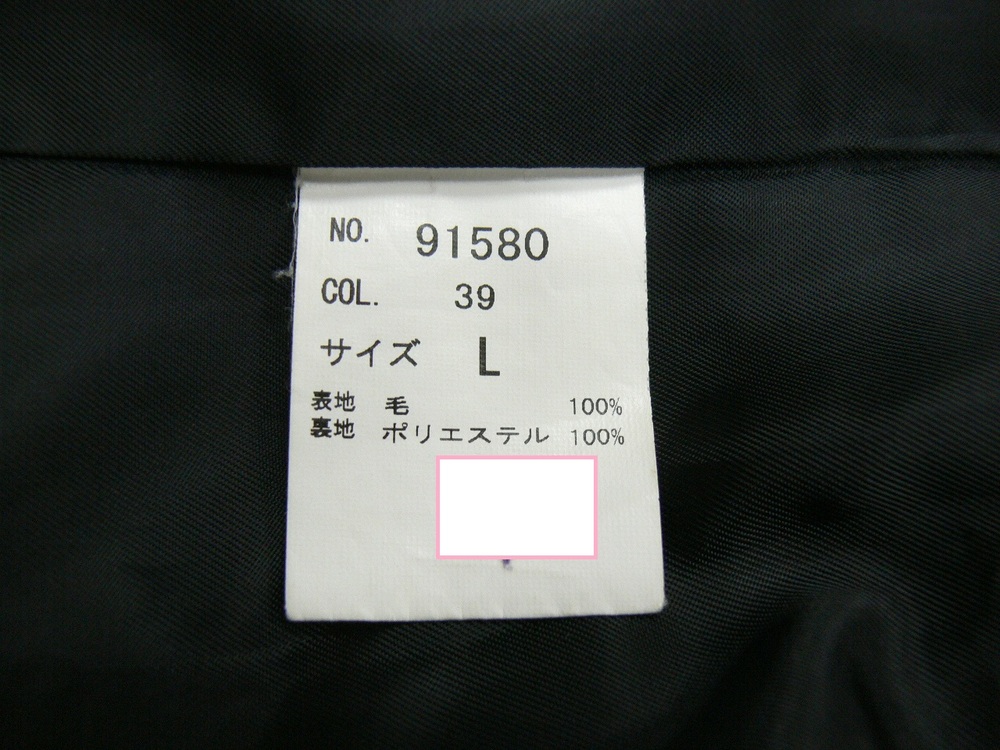 NO. 91580
COL. 39
サイズ L
表地 毛 100%
裏地 ポリエステル 100%